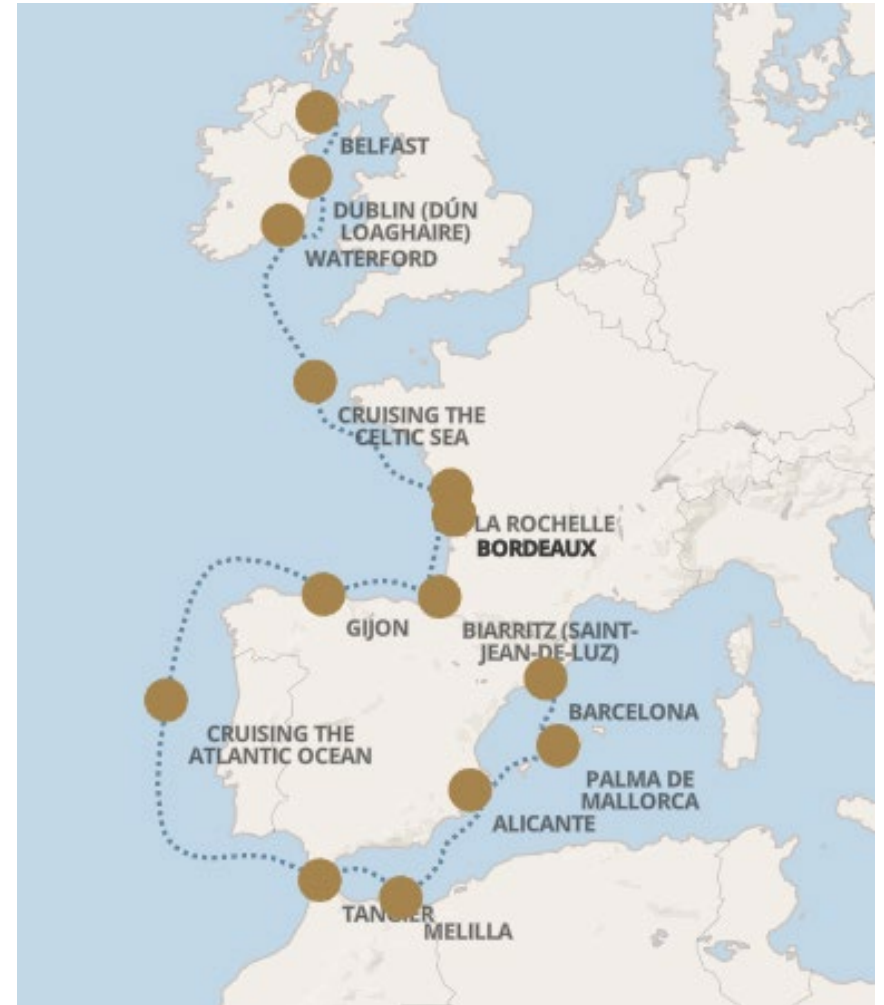 BELFAST
DUBLIN (DÚN
LOAGHAIRE)
WATERFORD
CRUISING THE
CELTIC SEA
LA ROCHELLE
BORDEAUX
GIJON
BIARRITZ (SAINT-
JEAN-DE-LUZ)
BARCELONA
CRUISING THE
ATLANTIC OCEAN
PALMA DE
MALLORCA
ALICANTE
TANGIER
MELILLA